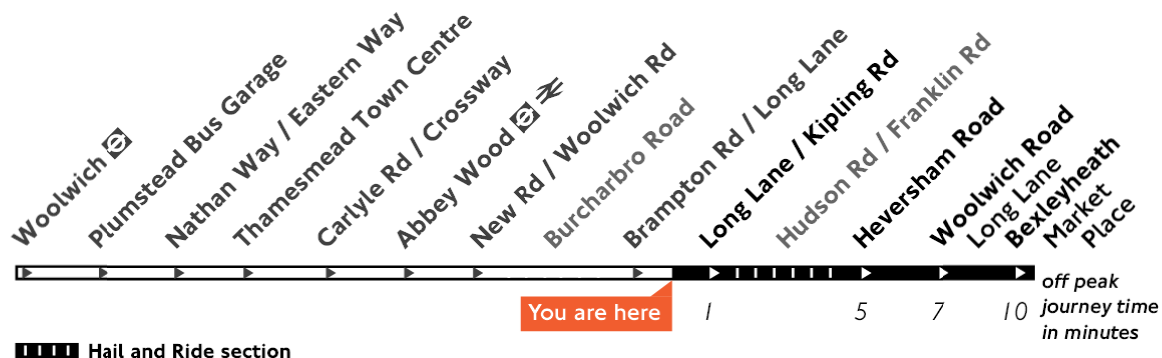 Woolwich
Plumstead Bus Garage
Nathan Way / Eastern Way
Thamesmead Town Centre
Carlyle Rd / Crossway
Abbey Wood
New Rd / Woolwich Rd
Burcharbro Road
Brampton Rd / Long Lane
Long Lane / Kipling Rd
Hudson Rd / Franklin Rd
Heversham Road
Woolwich Road
Long Lane
Bexleyheath
Market
Place
You are here
1
5
7
10
off peak
journey time
in minutes
Hail and Ride section